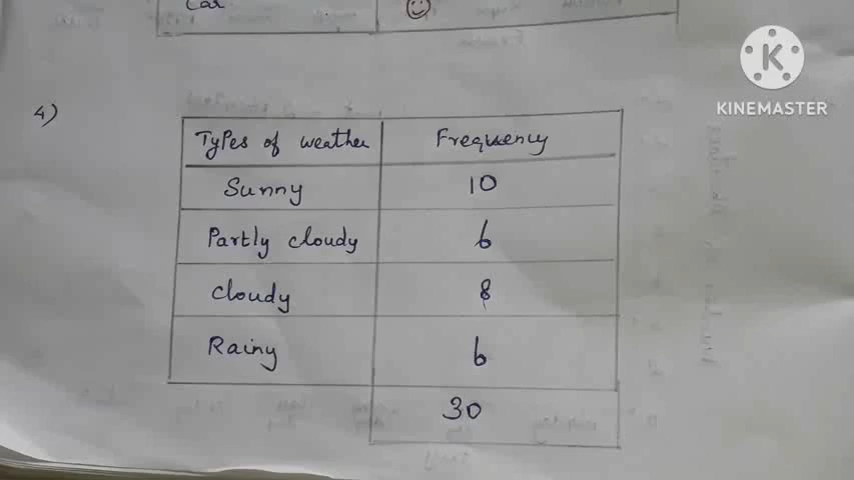 Car
KINEMASTER
4)
Types of weather Frequency
Sunny 10
Partly cloudy 6
cloudy 8
Rainy 6
30